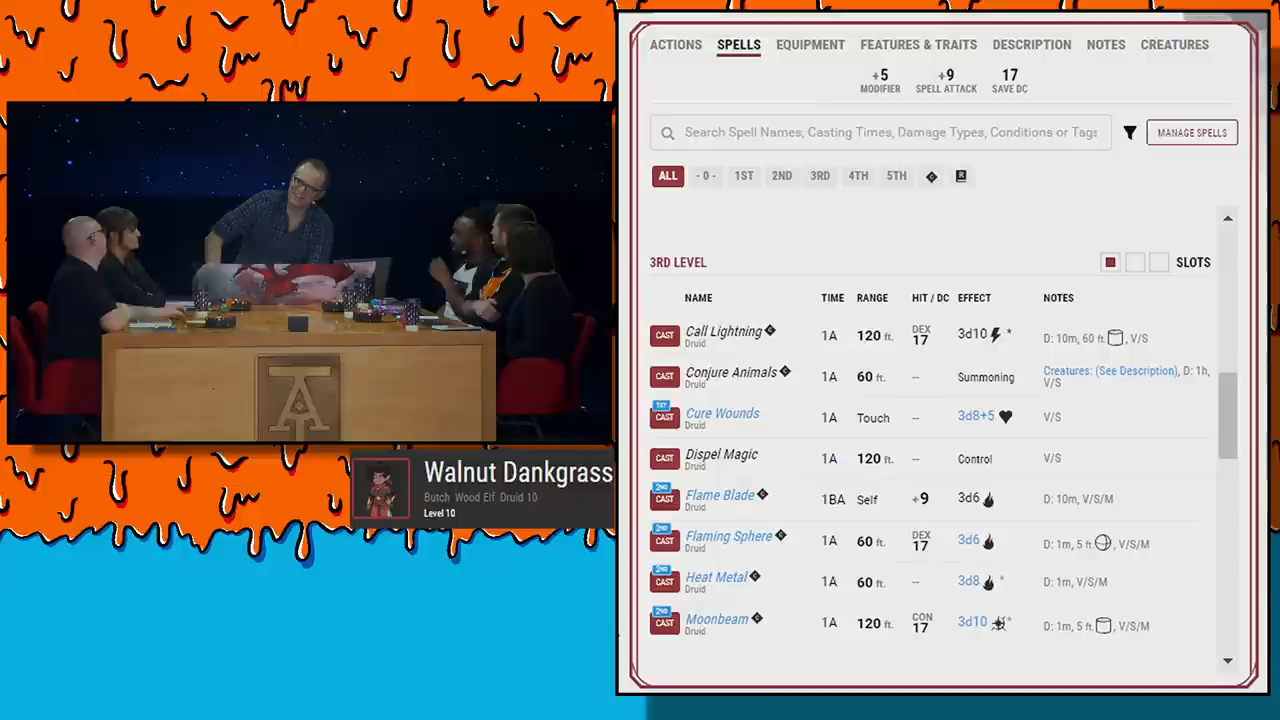 ACTIONS SPELLS EQUIPMENT FEATURES & TRAITS DESCRIPTION NOTES CREATURES
+5 +9 17
MODIFIER SPELL ATTACK SAVE DC
Search Spell Names, Casting Times, Damage Types, Conditions or Tags
MANAGE SPELLS
ALL - 0 - 1ST 2ND 3RD 4TH 5TH R
3RD LEVEL SLOTS
NAME TIME RANGE HIT / DC EFFECT NOTES
CAST Call Lightning 1A 120 ft. DEX 17 3d10 * D: 10m, 60 ft. , V/S
Druid
CAST Conjure Animals 1A 60 ft. -- Summoning Creatures: (See Description), D: 1h, V/S
Druid
1ST CAST Cure Wounds 1A Touch -- 3d8+5 V/S
Druid
CAST Dispel Magic 1A 120 ft. -- Control V/S
Druid
2ND CAST Flame Blade 1BA Self +9 3d6 D: 10m, V/S/M
Druid
2ND CAST Flaming Sphere 1A 60 ft. DEX 17 3d6 D: 1m, 5 ft. , V/S/M
Druid
2ND CAST Heat Metal 1A 60 ft. -- 3d8 * D: 1m, V/S/M
Druid
2ND CAST Moonbeam 1A 120 ft. CON 17 3d10 * D: 1m, 5 ft. , V/S/M
Druid
Walnut Dankgrass
Butch Wood Elf Druid 10
Level 10